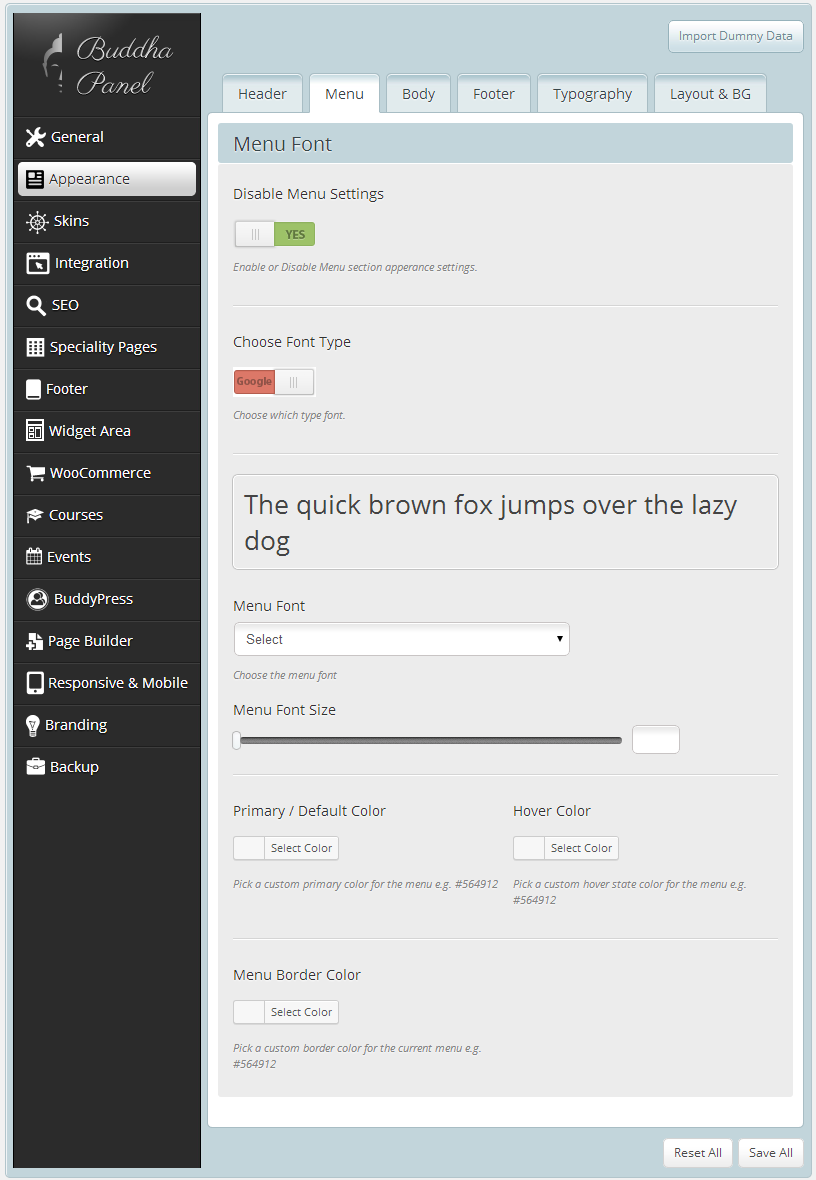 Buddha
Panel
Import Dummy Data
General
Appearance
Skins
Integration
SEO
Speciality Pages
Footer
Widget Area
WooCommerce
Courses
Events
BuddyPress
Page Builder
Responsive & Mobile
Branding
Backup
Header Menu Body Footer Typography Layout & BG
Menu Font
Disable Menu Settings
YES
Enable or Disable Menu section apperance settings.
Choose Font Type
Google
Choose which type font.
The quick brown fox jumps over the lazy
dog
Menu Font
Select
Choose the menu font
Menu Font Size
Primary / Default Color
Select Color
Pick a custom primary color for the menu e.g. #564912
Hover Color
Select Color
Pick a custom hover state color for the menu e.g.
#564912
Menu Border Color
Select Color
Pick a custom border color for the current menu e.g.
#564912
Reset All Save All